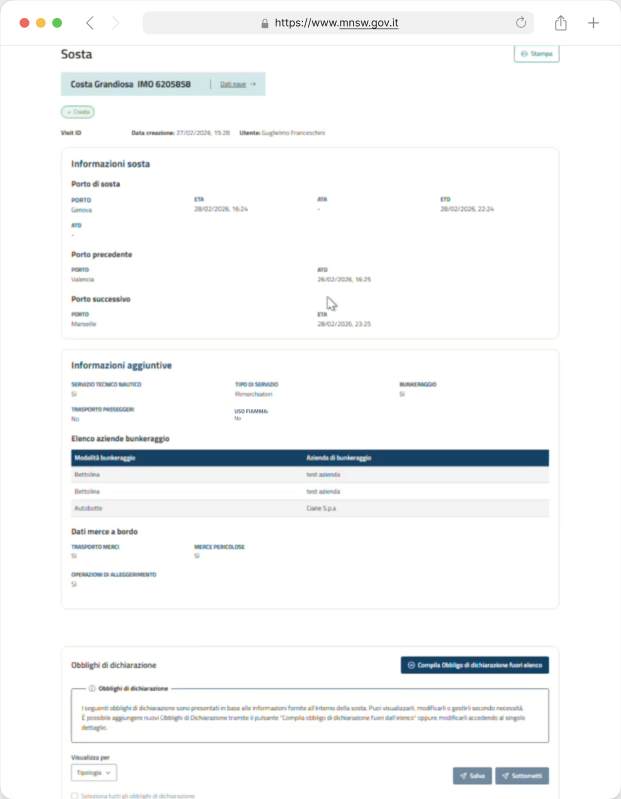 https://www.mnsw.gov.it
Sosta
Stampa
Costa Grandiosa IMO 6205858 | Dati nave →
Creata
Visit ID Data creazione: 27/02/2026, 15:28 Utente: Guglielmo Franceschini
Informazioni sosta
Porto di sosta
PORTO ETA ATA ETD
Genova 28/02/2026, 16:24 - 28/02/2026, 22:24
ATD
-
Porto precedente
PORTO ATD
Valencia 26/02/2026, 16:25
Porto successivo
PORTO ETA
Marseille 28/02/2026, 23:25
Informazioni aggiuntive
SERVIZIO TECNICO NAUTICO TIPO DI SERVIZIO BUNKERAGGIO
Sì Rimorchiatori Sì
TRASPORTO PASSEGGERI USO FIAMMA:
No No
Elenco aziende bunkeraggio
Modalità bunkeraggio Azienda di bunkeraggio
Bettolina test azienda
Bettolina test azienda
Autobotte Ciane S.p.a.
Dati merce a bordo
TRASPORTO MERCI MERCE PERICOLOSE
Sì Sì
OPERAZIONI DI ALLEGGERIMENTO
Sì
Obblighi di dichiarazione
Compila Obbligo di dichiarazione fuori elenco
Obblighi di dichiarazione
I seguenti obblighi di dichiarazione sono presentati in base alle informazioni fornite all'interno della sosta. Puoi visualizzarli, modificarli o gestirli secondo necessità.
È possibile aggiungere nuovi Obblighi di Dichiarazione tramite il pulsante "Compila obbligo di dichiarazione fuori dall'elenco" oppure modificarli accedendo al singolo
dettaglio.
Visualizza per
Tipologia
Salva Sottometti
Seleziona tutti gli obblighi di dichiarazione